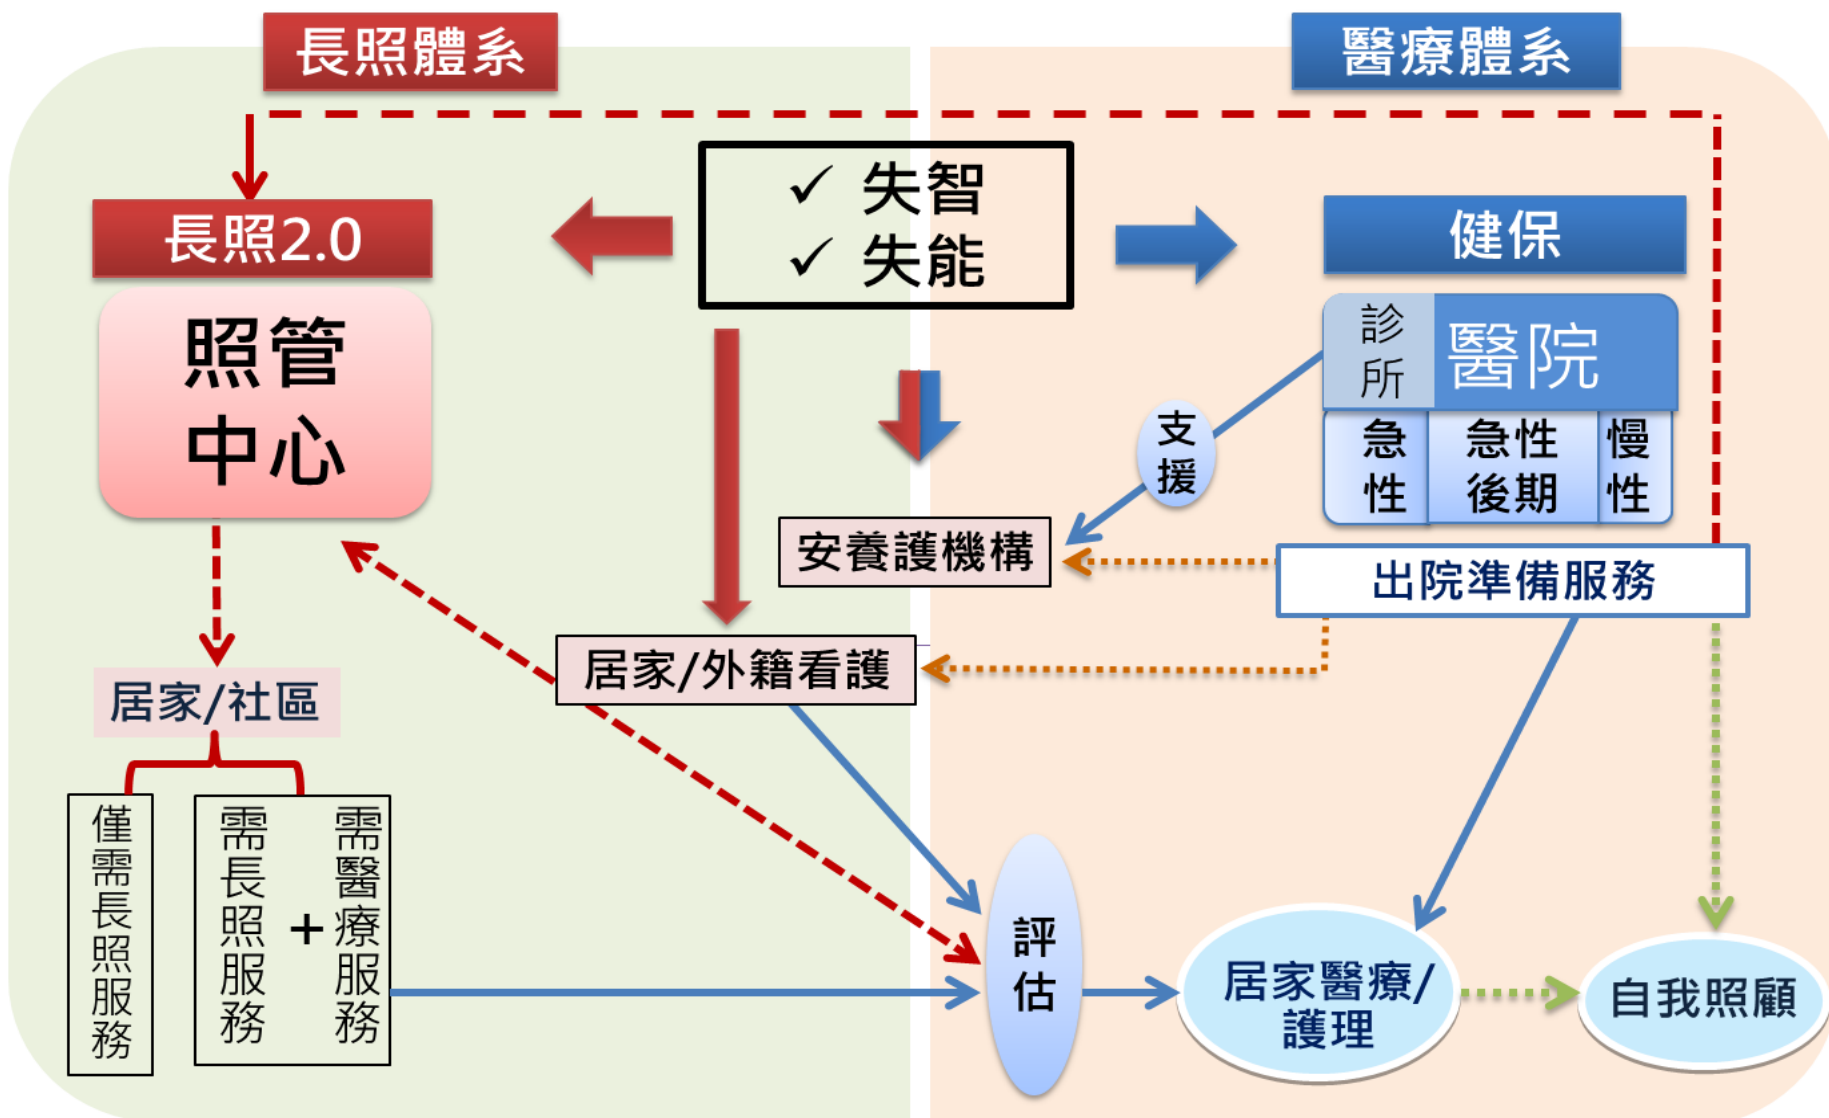 長照體系
醫療體系
✓ 失智
✓ 失能
長照2.0
健保
照管
中心
診所
醫院
急性
急性
後期
慢性
支援
安養護機構
出院準備服務
居家/外籍看護
居家/社區
僅需長照服務
需長照服務
+
需醫療服務
評估
居家醫療/
護理
自我照顧